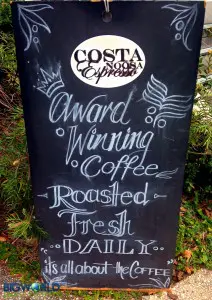 COSTA
NOOSA
Espresso
Award
Winning
Coffee
Roasted
Fresh
DAILY
it's all about the COFFEE